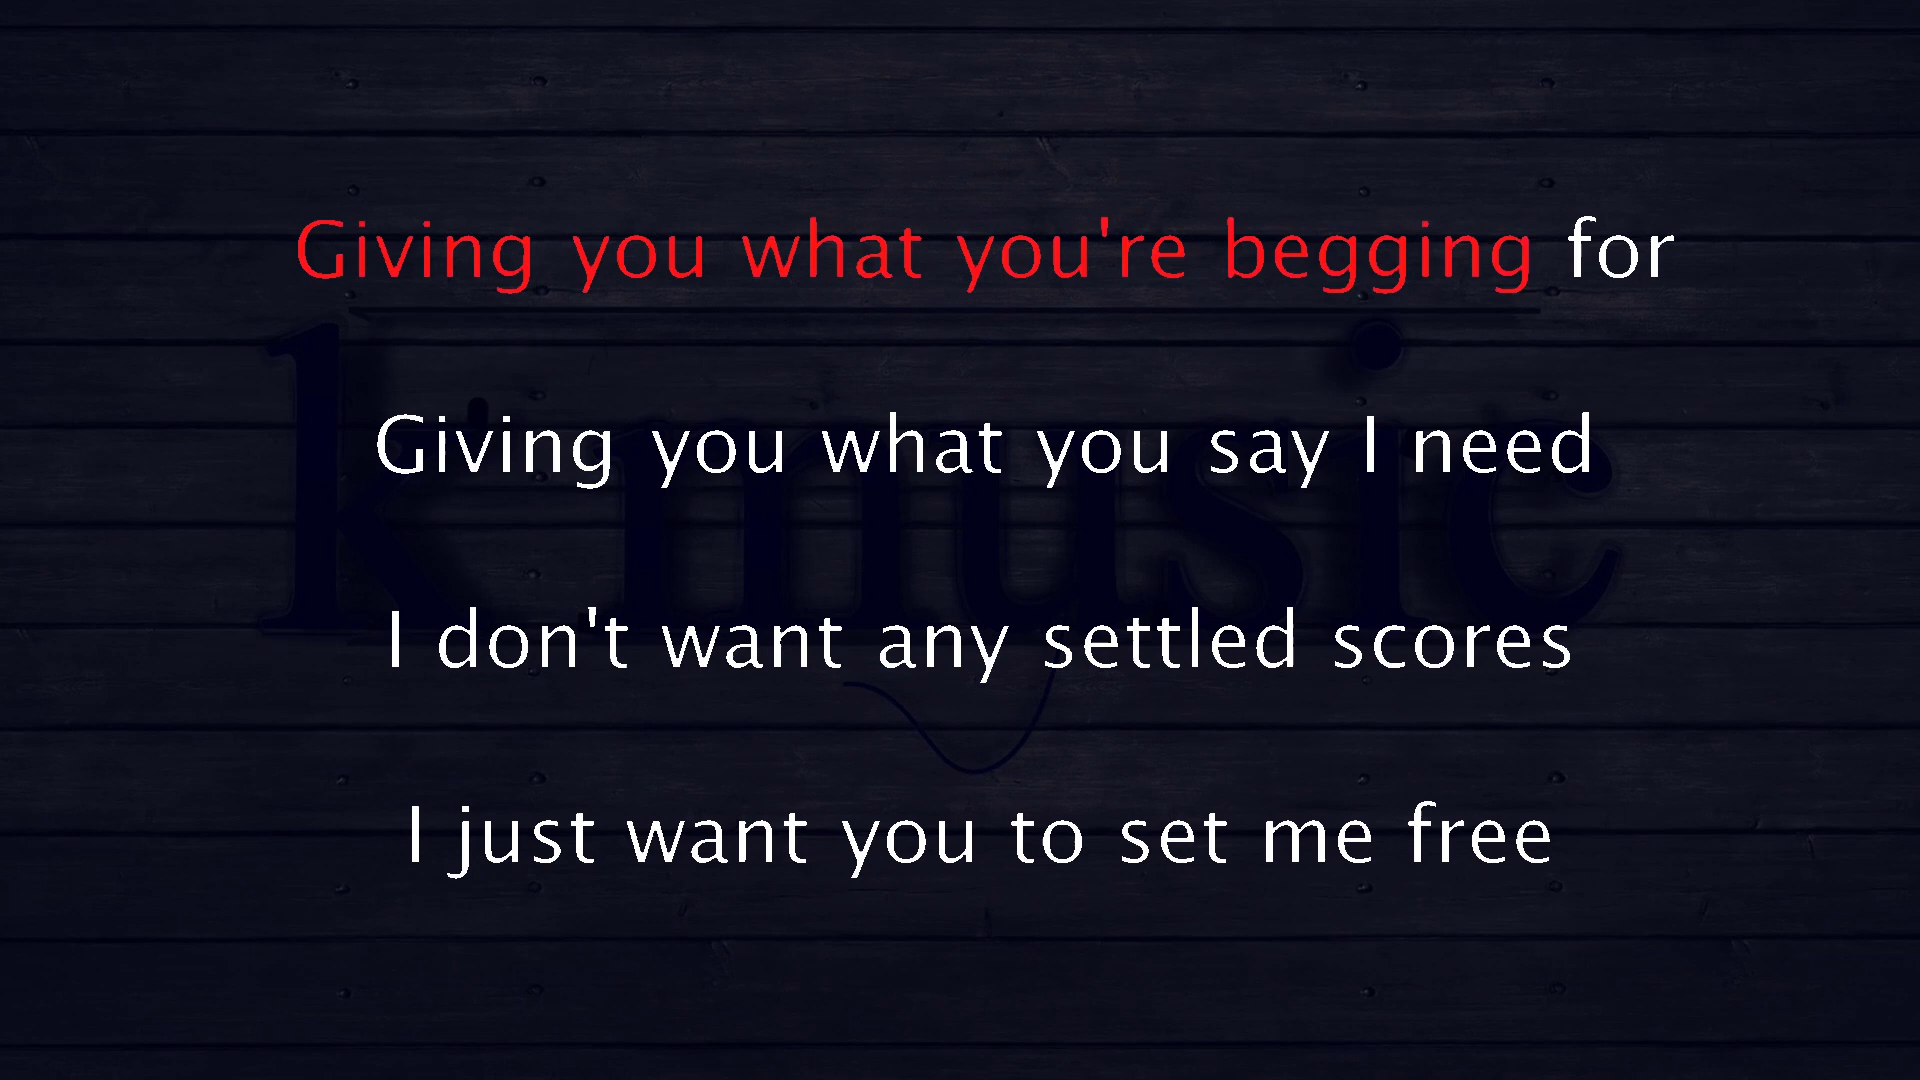 Giving you what you're begging for
Giving you what you say I need
k'music
I don't want any settled scores
I just want you to set me free